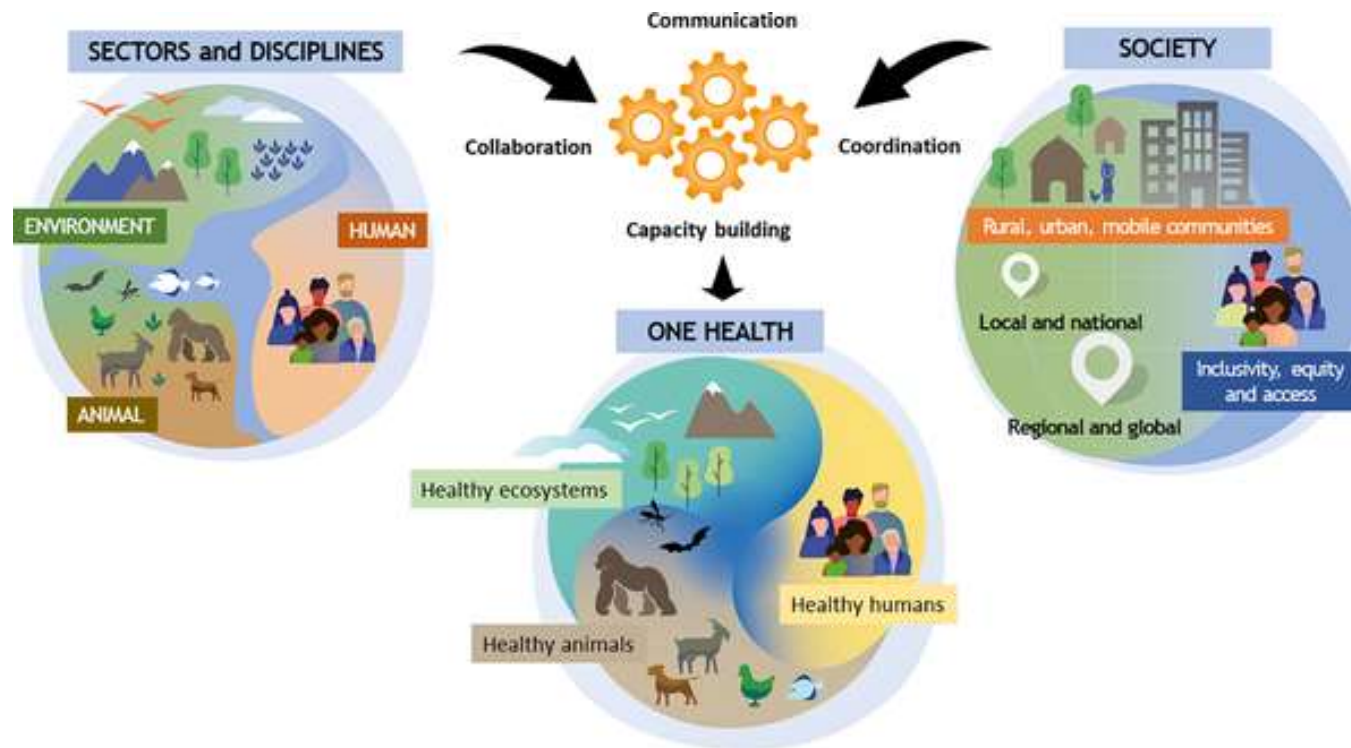 Communication
SECTORS and DISCIPLINES
SOCIETY
Collaboration
Coordination
ENVIRONMENT
HUMAN
Capacity building
Rural, urban, mobile communities
ONE HEALTH
Local and national
Inclusivity, equity
and access
ANIMAL
Regional and global
Healthy ecosystems
Healthy humans
Healthy animals